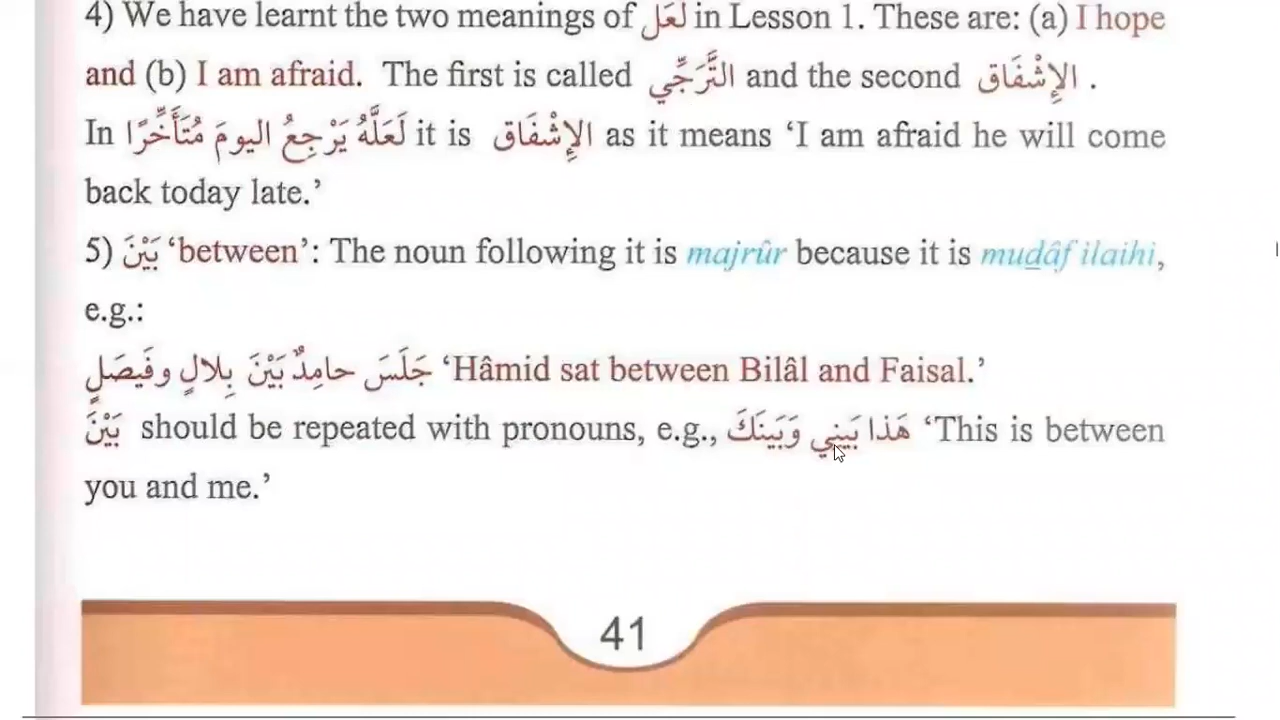 4) We have learnt the two meanings of لَعَلَّ in Lesson 1. These are: (a) I hope
and (b) I am afraid. The first is called التَّرَجِّي and the second الإِشْفَاق .
In لَعَلَّهُ يَرْجِعُ اليومَ مُتَأَخِّرًا it is الإِشْفَاق as it means ‘I am afraid he will come
back today late.’
5) بَيْنَ ‘between’: The noun following it is majrûr because it is muḏâf ilaihi,
e.g.:
جَلَسَ حامِدٌ بَيْنَ بِلالٍ وفَيصَلٍ ‘Hâmid sat between Bilâl and Faisal.’
بَيْنَ should be repeated with pronouns, e.g., هَذا بَيني وَبَينَكَ ‘This is between
you and me.’
41